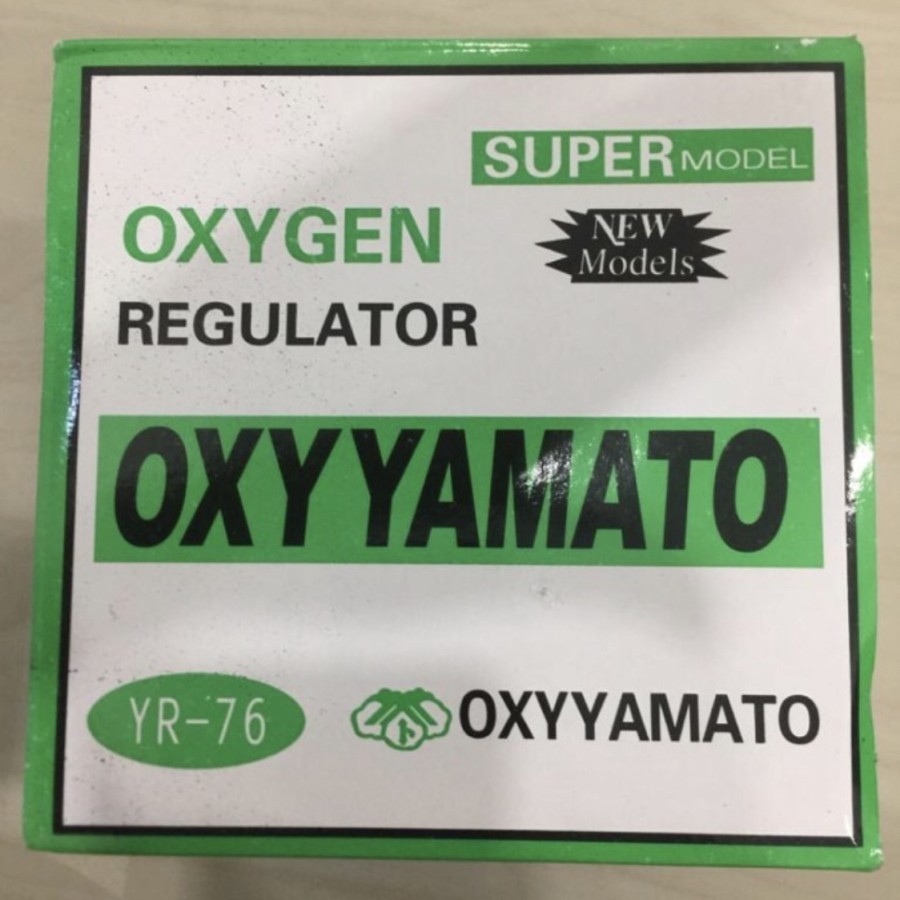 SUPER MODEL
OXYGEN
NEW
Models
REGULATOR
OXYYAMATO
YR-76
OXYYAMATO